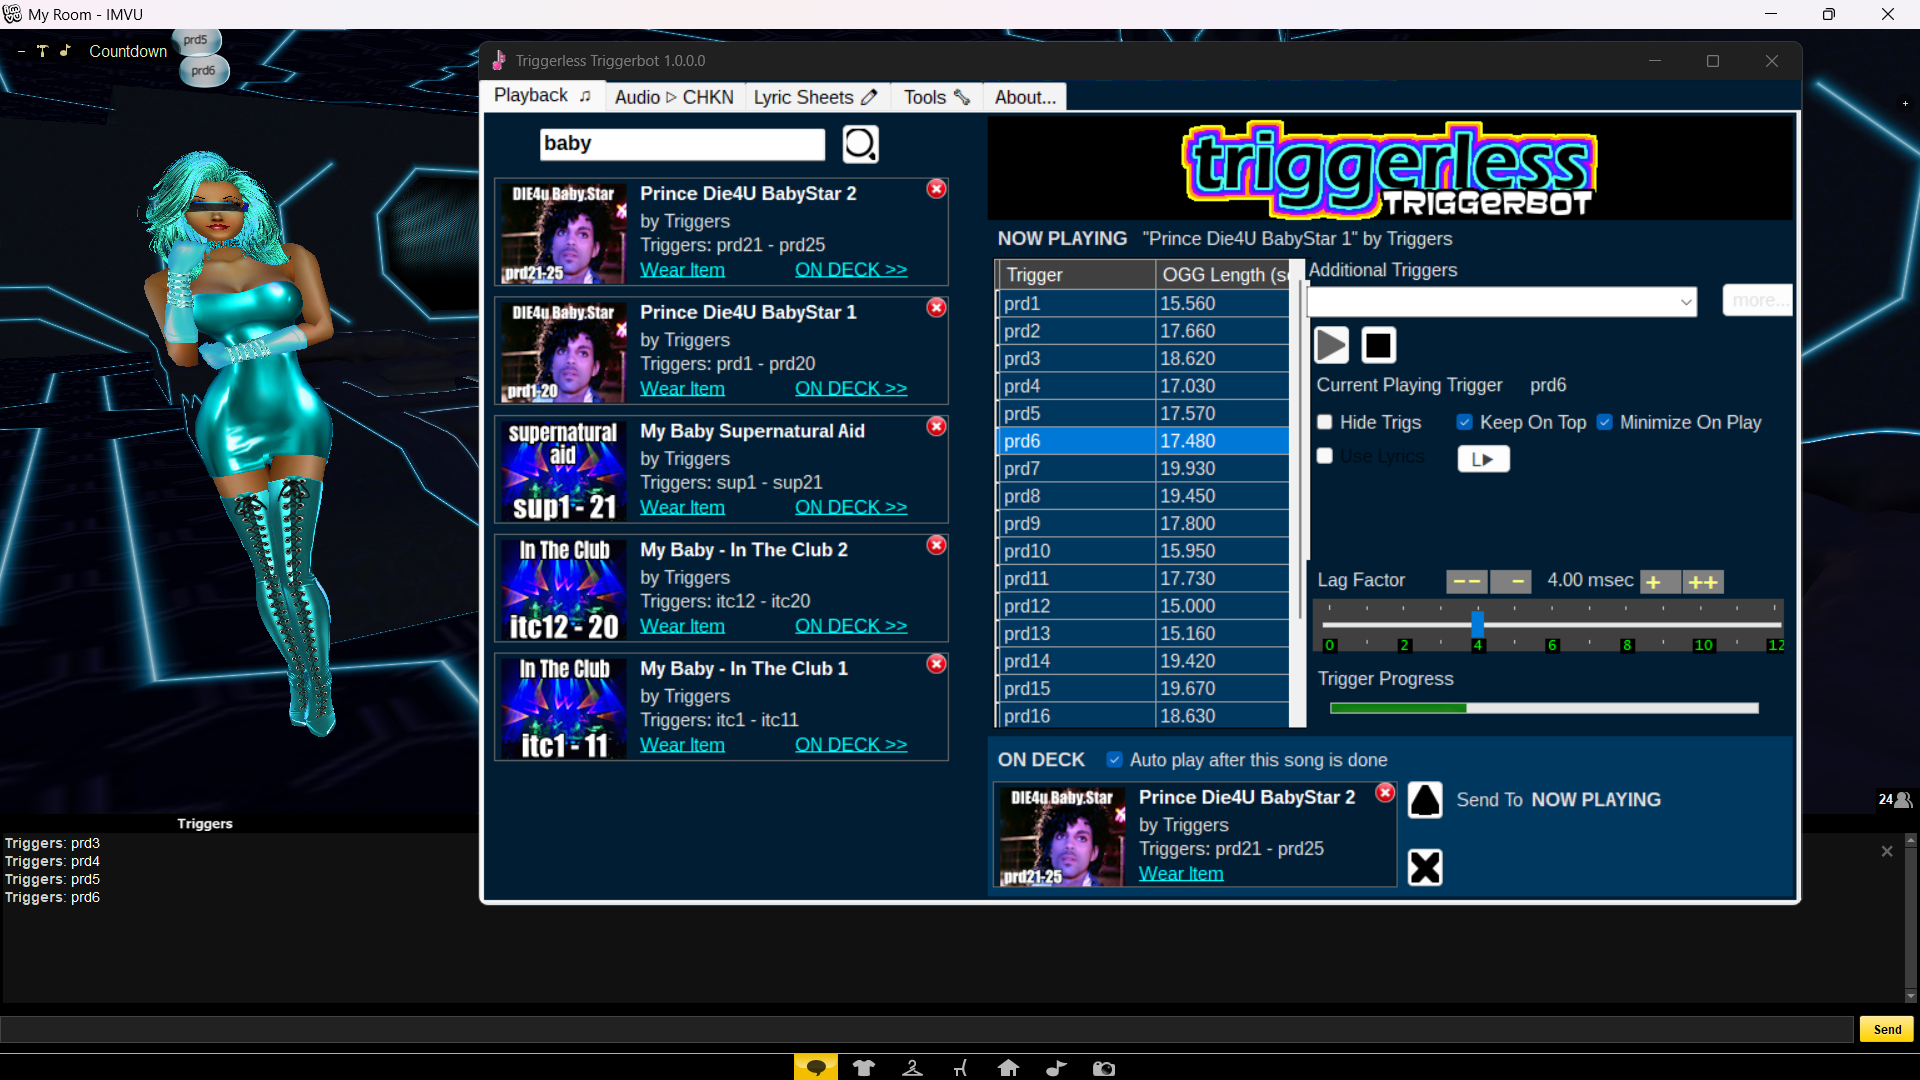 My Room - IMVU
Countdown
prd5
prd6
Triggerless Triggerbot 1.0.0.0
Playback
Audio ▷ CHKN
Lyric Sheets
Tools
About...
baby
DIE4u Baby.Star
prd21-25
Prince Die4U BabyStar 2
by Triggers
Triggers: prd21 - prd25
Wear Item
ON DECK >>
DIE4u Baby.Star
prd1-20
Prince Die4U BabyStar 1
by Triggers
Triggers: prd1 - prd20
Wear Item
ON DECK >>
supernatural
aid
sup1 - 21
My Baby Supernatural Aid
by Triggers
Triggers: sup1 - sup21
Wear Item
ON DECK >>
In The Club
itc12 - 20
My Baby - In The Club 2
by Triggers
Triggers: itc12 - itc20
Wear Item
ON DECK >>
In The Club
itc1 - 11
My Baby - In The Club 1
by Triggers
Triggers: itc1 - itc11
Wear Item
ON DECK >>
triggerless
TRIGGERBOT
NOW PLAYING "Prince Die4U BabyStar 1" by Triggers
Trigger OGG Length (se
prd1 15.560
prd2 17.660
prd3 18.620
prd4 17.030
prd5 17.570
prd6 17.480
prd7 19.930
prd8 19.450
prd9 17.800
prd10 15.950
prd11 17.730
prd12 15.000
prd13 15.160
prd14 19.420
prd15 19.670
prd16 18.630
Additional Triggers
more...
Current Playing Trigger prd6
Hide Trigs
Keep On Top
Minimize On Play
Use Lyrics
L▶
Lag Factor
-- - 4.00 msec + ++
0 2 4 6 8 10 12
Trigger Progress
ON DECK
Auto play after this song is done
DIE4u Baby.Star
prd21-25
Prince Die4U BabyStar 2
by Triggers
Triggers: prd21 - prd25
Wear Item
Send To NOW PLAYING
24
Triggers
Triggers: prd3
Triggers: prd4
Triggers: prd5
Triggers: prd6
Send